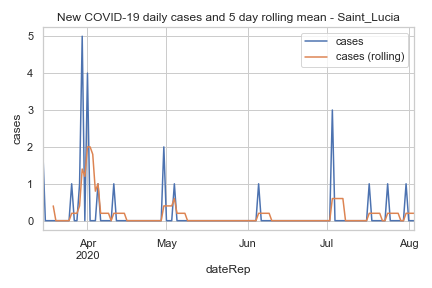 New COVID-19 daily cases and 5 day rolling mean - Saint_Lucia
cases
cases (rolling)
5
4
3
2
1
0
cases
Apr
2020
May
Jun
Jul
Aug
dateRep